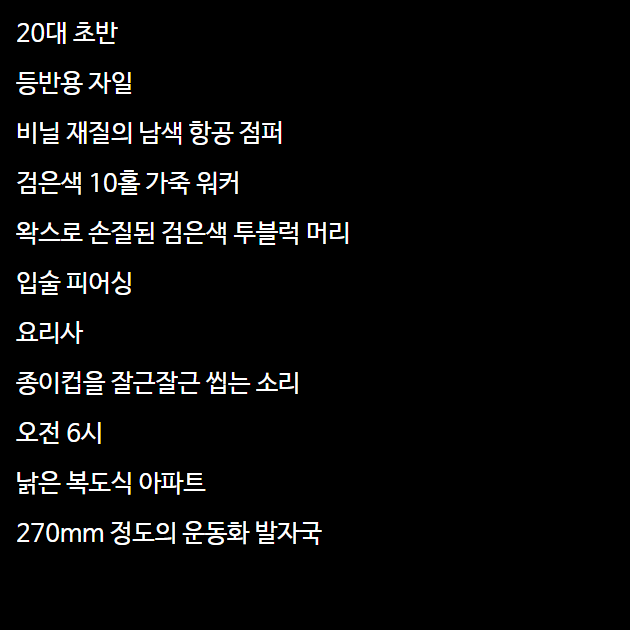 20대 초반
등반용 자일
비닐 재질의 남색 항공 점퍼
검은색 10홀 가죽 워커
왁스로 손질된 검은색 투블럭 머리
입술 피어싱
요리사
종이컵을 잘근잘근 씹는 소리
오전 6시
낡은 복도식 아파트
270mm 정도의 운동화 발자국